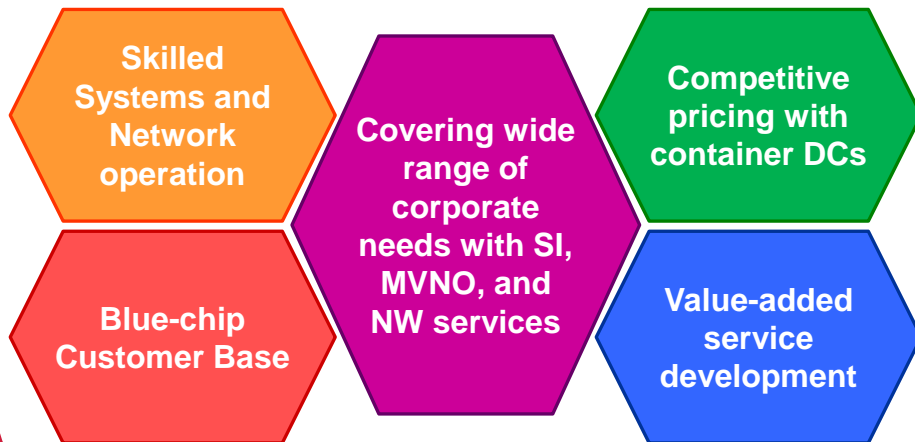 Skilled
Systems and
Network
operation
Blue-chip
Customer Base
Covering wide
range of
corporate
needs with SI,
MVNO, and
NW services
Competitive
pricing with
container DCs
Value-added
service
development